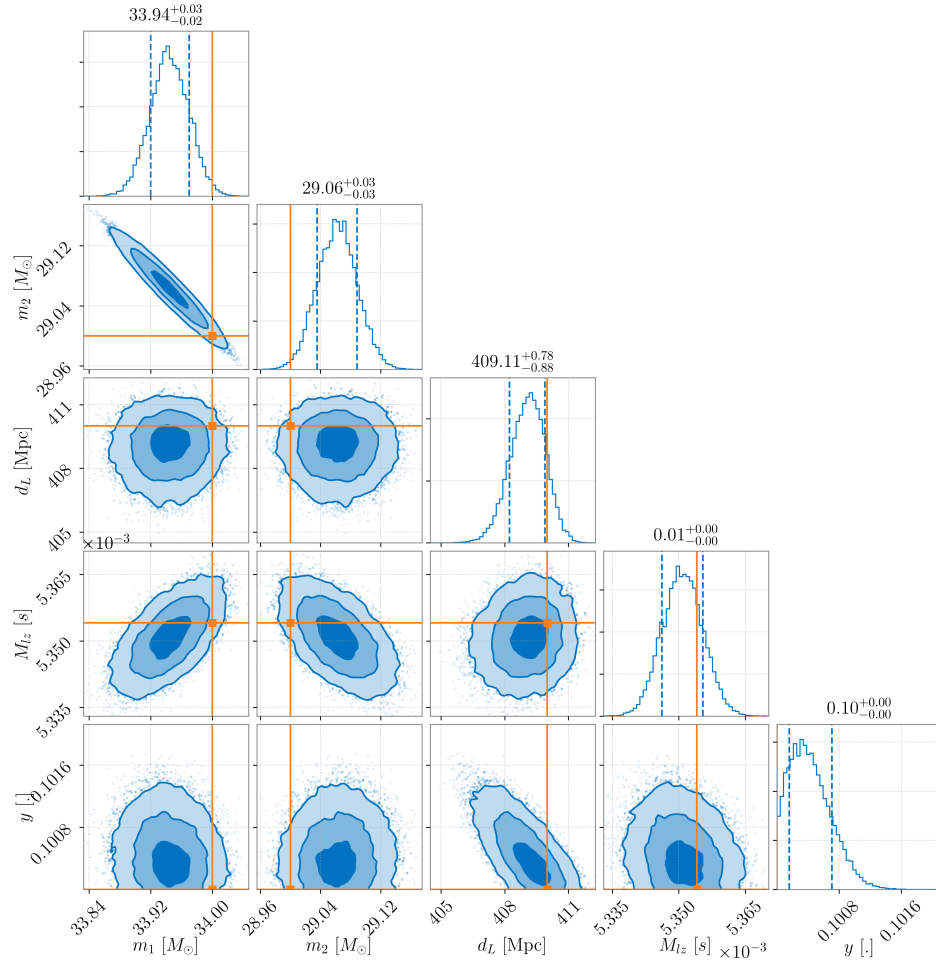 33.94^{+0.03}_{-0.02}
29.06^{+0.03}_{-0.03}
m_2 [M_⊙]
29.12
29.04
28.96
409.11^{+0.78}_{-0.88}
d_L [Mpc]
411
408
405
0.01^{+0.00}_{-0.00}
×10^{-3}
M_{lz} [s]
5.365
5.350
5.335
0.10^{+0.00}_{-0.00}
y [.]
0.1016
0.1008
33.84 33.92 34.00 28.96 29.04 29.12 405 408 411 5.335 5.350 5.365 0.1008 0.1016
m_1 [M_⊙] m_2 [M_⊙] d_L [Mpc] M_{lz} [s] ×10^{-3} y [.]